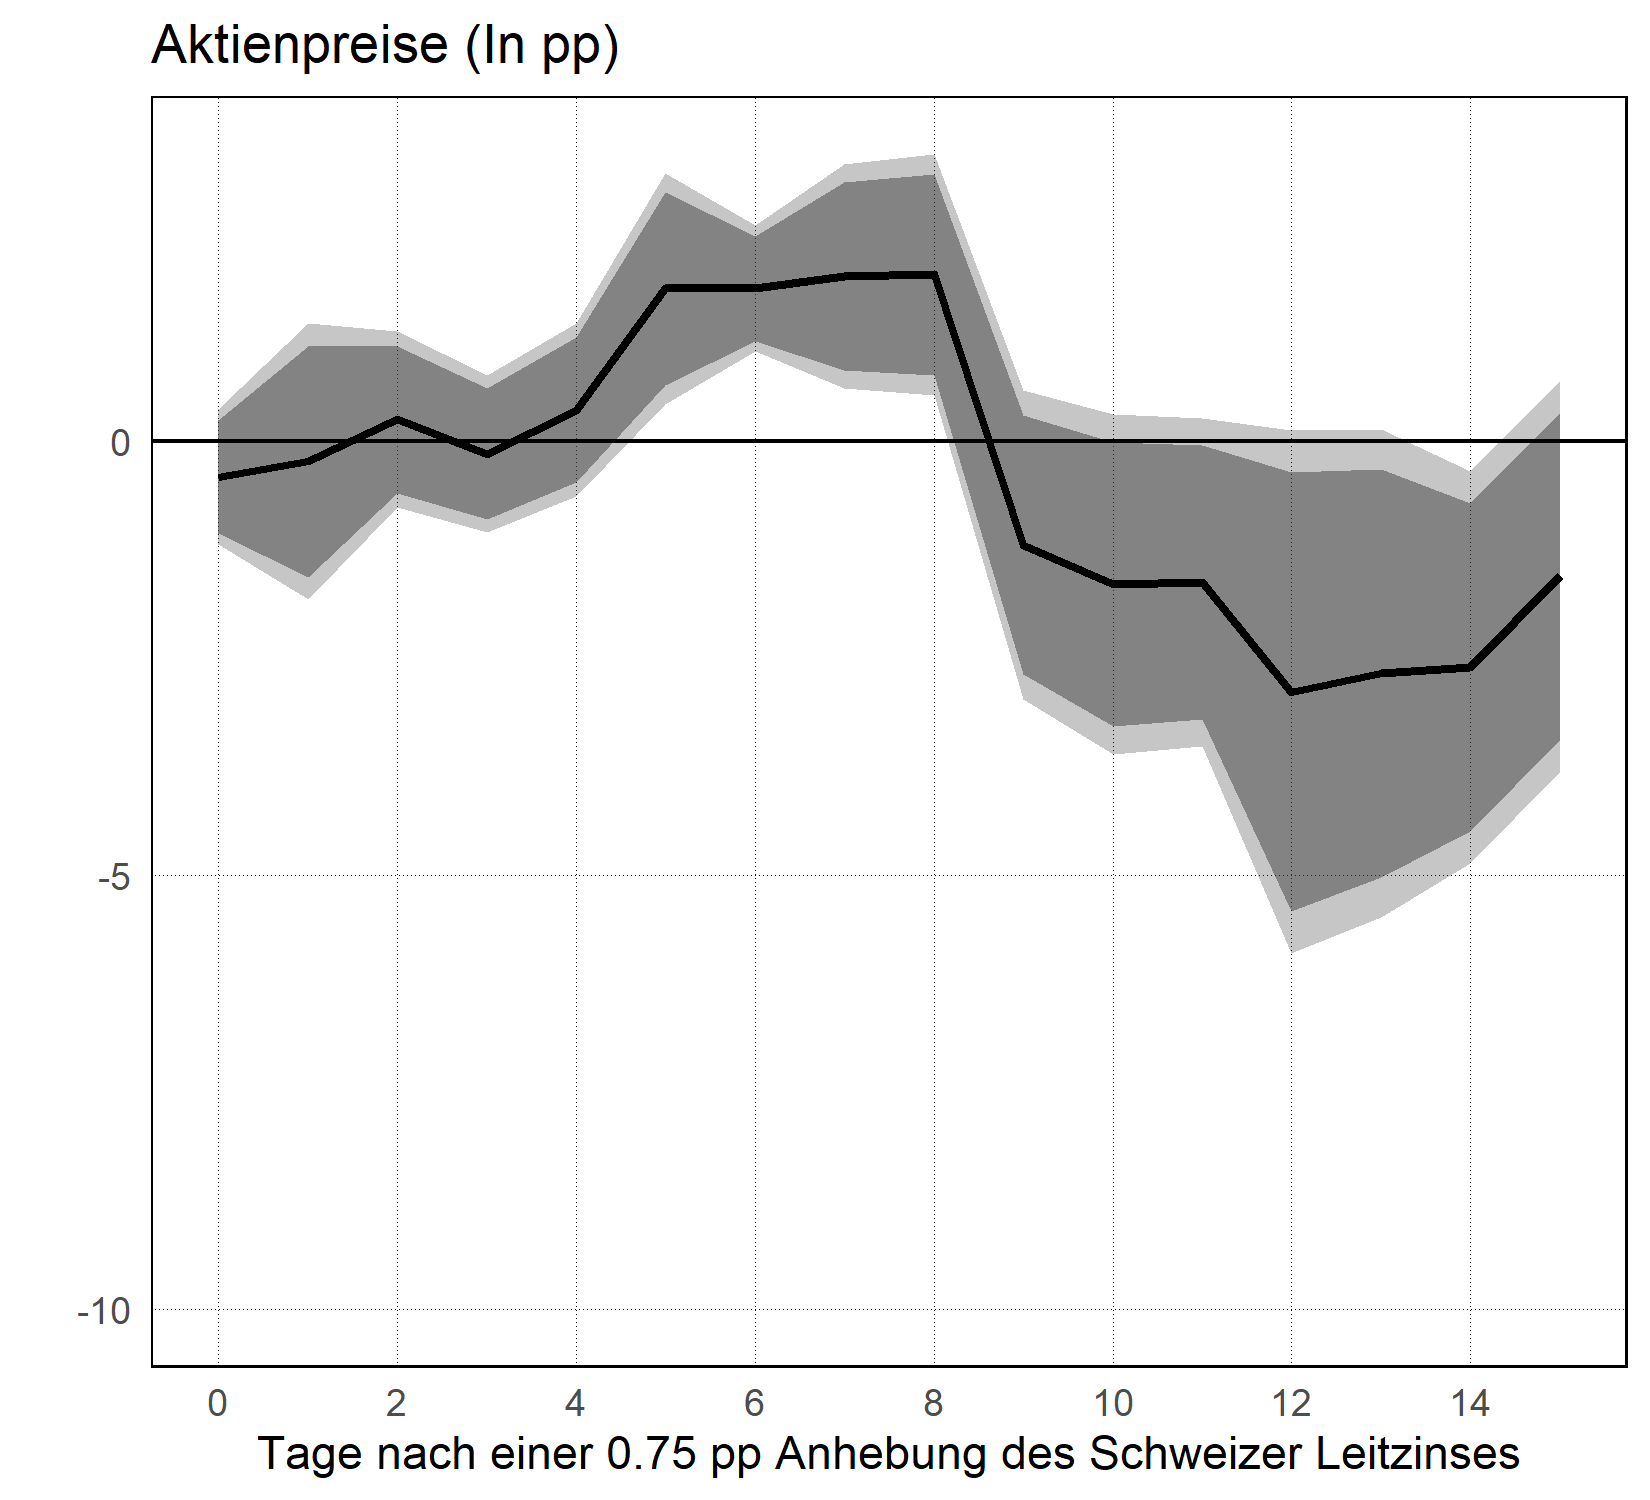 Aktienpreise (In pp)
0
-5
-10
0 2 4 6 8 10 12 14
Tage nach einer 0.75 pp Anhebung des Schweizer Leitzinses